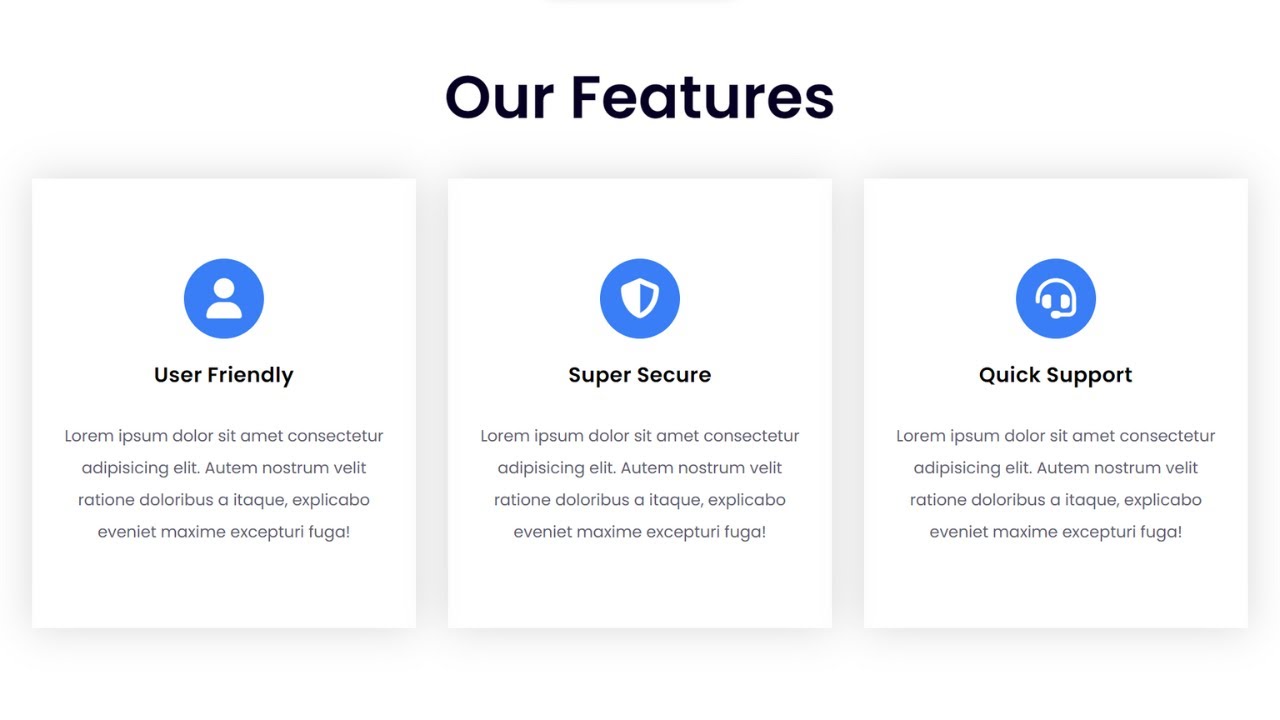 Our Features
User Friendly
Lorem ipsum dolor sit amet consectetur
adipisicing elit. Autem nostrum velit
ratione doloribus a itaque, explicabo
eveniet maxime excepturi fuga!
Super Secure
Lorem ipsum dolor sit amet consectetur
adipisicing elit. Autem nostrum velit
ratione doloribus a itaque, explicabo
eveniet maxime excepturi fuga!
Quick Support
Lorem ipsum dolor sit amet consectetur
adipisicing elit. Autem nostrum velit
ratione doloribus a itaque, explicabo
eveniet maxime excepturi fuga!